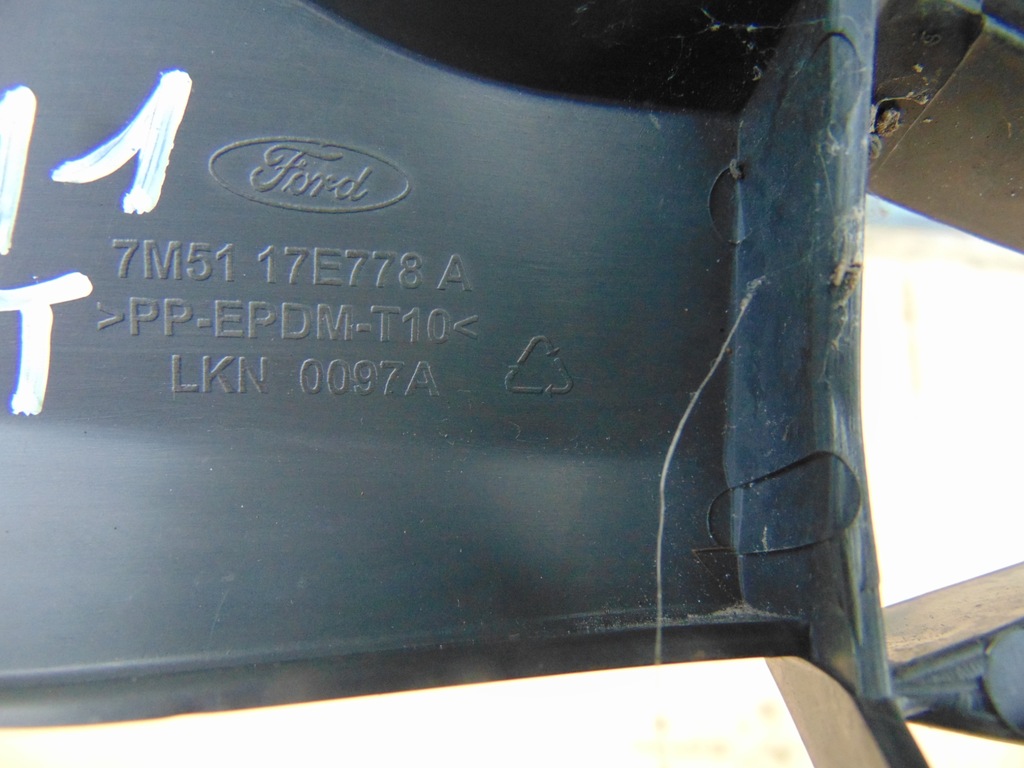 Ford
7M51 17E778 A
>PP-EPDM-T10<
LKN 0097A